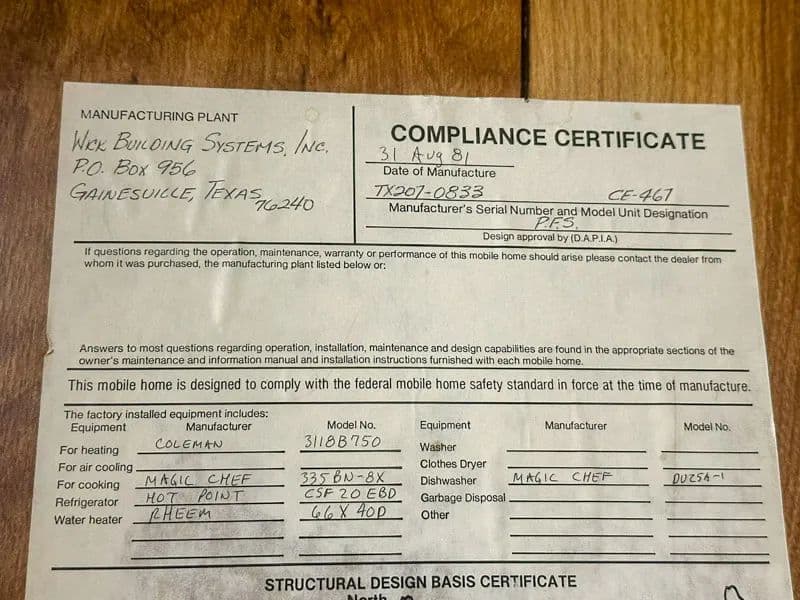 MANUFACTURING PLANT
Wick Building Systems, Inc.
P.O. Box 956
Gainesville, Texas
76240
COMPLIANCE CERTIFICATE
31 Aug 81
Date of Manufacture
TX207-0833 CE-467
Manufacturer's Serial Number and Model Unit Designation
P.F.S.
Design approval by (D.A.P.I.A.)
If questions regarding the operation, maintenance, warranty or performance of this mobile home should arise please contact the dealer from
whom it was purchased, the manufacturing plant listed below or:
Answers to most questions regarding operation, installation, maintenance and design capabilities are found in the appropriate sections of the
owner's maintenance and information manual and installation instructions furnished with each mobile home.
This mobile home is designed to comply with the federal mobile home safety standard in force at the time of manufacture.
The factory installed equipment includes:
Equipment Manufacturer Model No. Equipment Manufacturer Model No.
For heating COLEMAN 3118B750 Washer
For air cooling Clothes Dryer
For cooking MAGIC CHEF 335BN-8X Dishwasher MAGIC CHEF DU25A-1
Refrigerator HOT POINT CSF 20 EBD Garbage Disposal
Water heater RHEEM 66X 40D Other
STRUCTURAL DESIGN BASIS CERTIFICATE
North